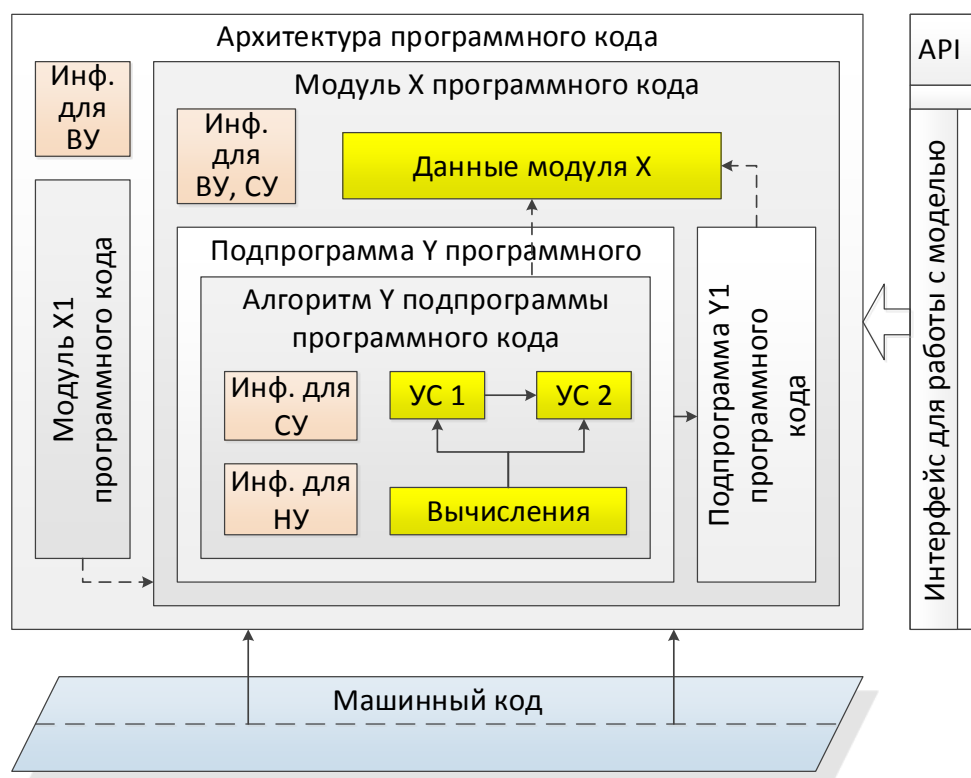 Архитектура программного кода
API
Инф.
для
ВУ
Модуль X программного кода
Инф.
для
ВУ, СУ
Данные модуля X
Модуль X1
программного кода
Подпрограмма Y программного
Алгоритм Y подпрограммы
программного кода
Инф. для
СУ
УС 1
УС 2
Инф. для
НУ
Вычисления
Подпрограмма Y1
программного
кода
Интерфейс для работы с моделью
Машинный код